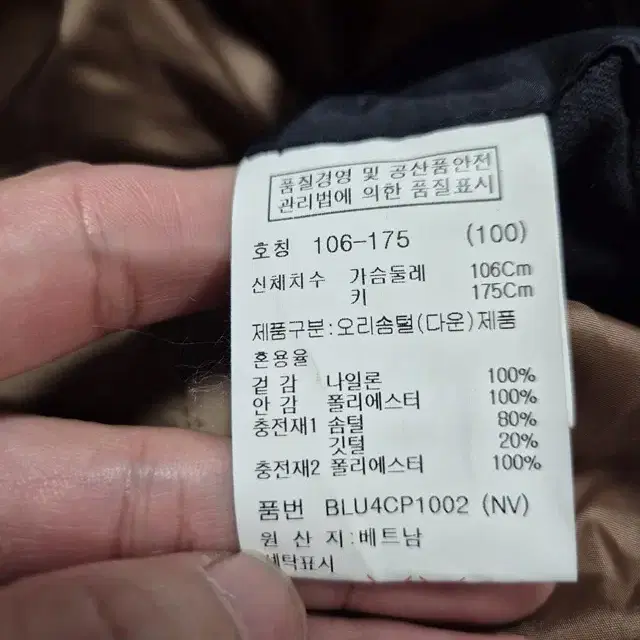 품질경영 및 공산품안전
관리법에 의한 품질표시
호칭 106-175 (100)
신체치수 가슴둘레 106Cm
키 175Cm
제품구분:오리솜털(다운)제품
혼용율
겉 감 나일론 100%
안 감 폴리에스터 100%
충전재1 솜털 80%
깃털 20%
충전재2 폴리에스터 100%
품번 BLU4CP1002 (NV)
원 산 지:베트남
세탁표시